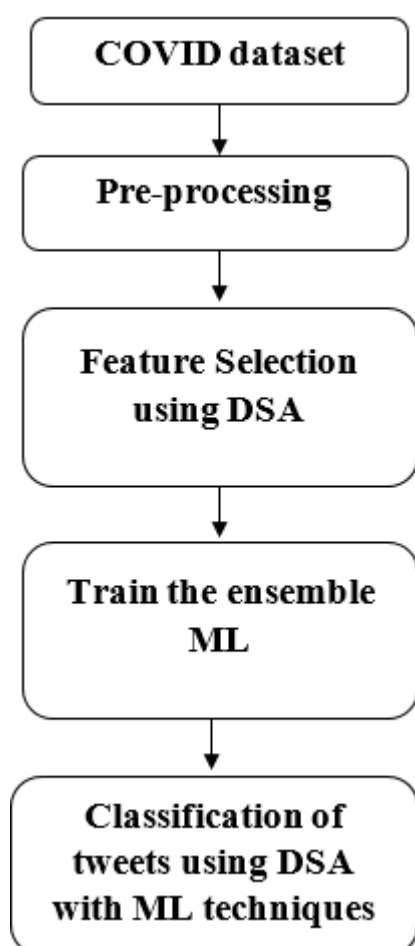 COVID dataset
Pre-processing
Feature Selection
using DSA
Train the ensemble
ML
Classification of
tweets using DSA
with ML techniques